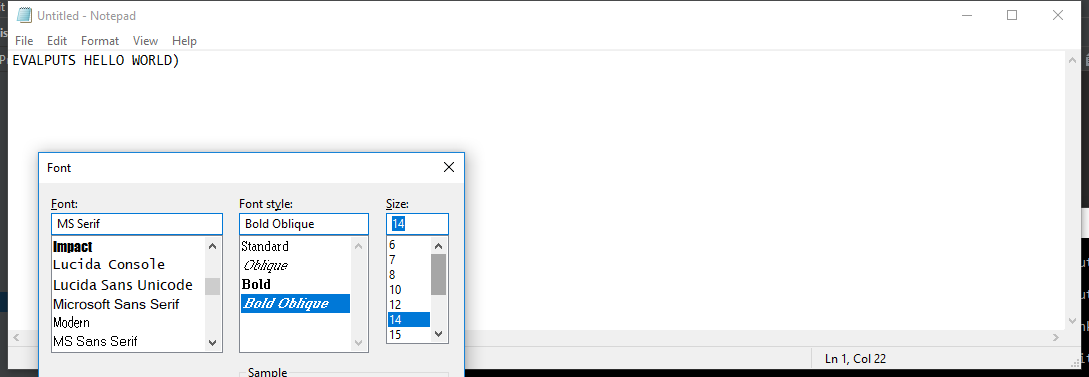 Untitled - Notepad
File Edit Format View Help
EVALPUTS HELLO WORLD)
Font
Font: Font style: Size:
MS Serif Bold Oblique 14
Impact Standard 6
Lucida Console Oblique 7
Lucida Sans Unicode Bold 8
Microsoft Sans Serif Bold Oblique 10
Modern 12
MS Sans Serif 14
15
Sample
Ln 1, Col 22